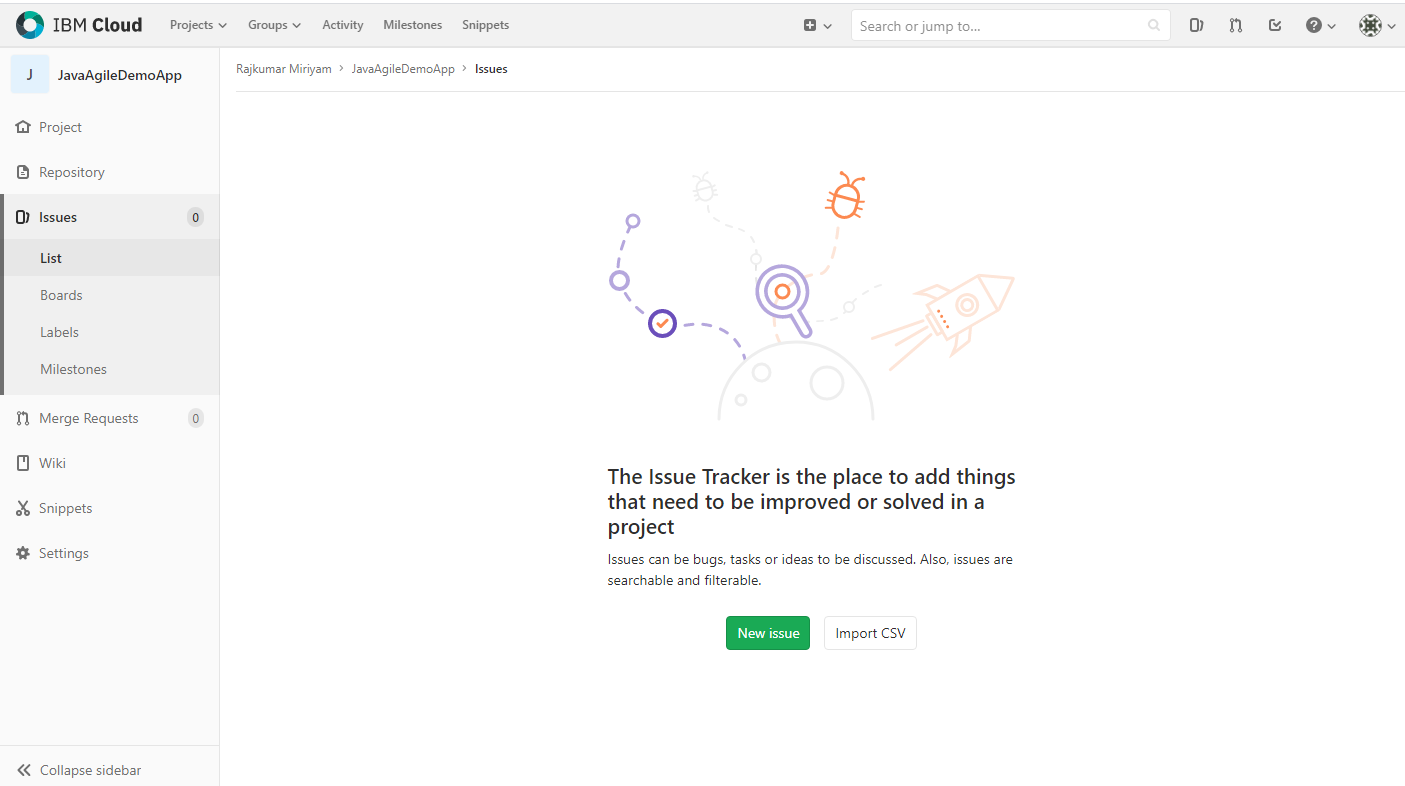 IBM Cloud Projects Groups Activity Milestones Snippets Search or jump to...
J JavaAgileDemoApp
Rajkumar Miriyam › JavaAgileDemoApp › Issues
Project
Repository
Issues 0
List
Boards
Labels
Milestones
Merge Requests 0
Wiki
Snippets
Settings
Collapse sidebar
The Issue Tracker is the place to add things
that need to be improved or solved in a
project
Issues can be bugs, tasks or ideas to be discussed. Also, issues are
searchable and filterable.
New issue Import CSV